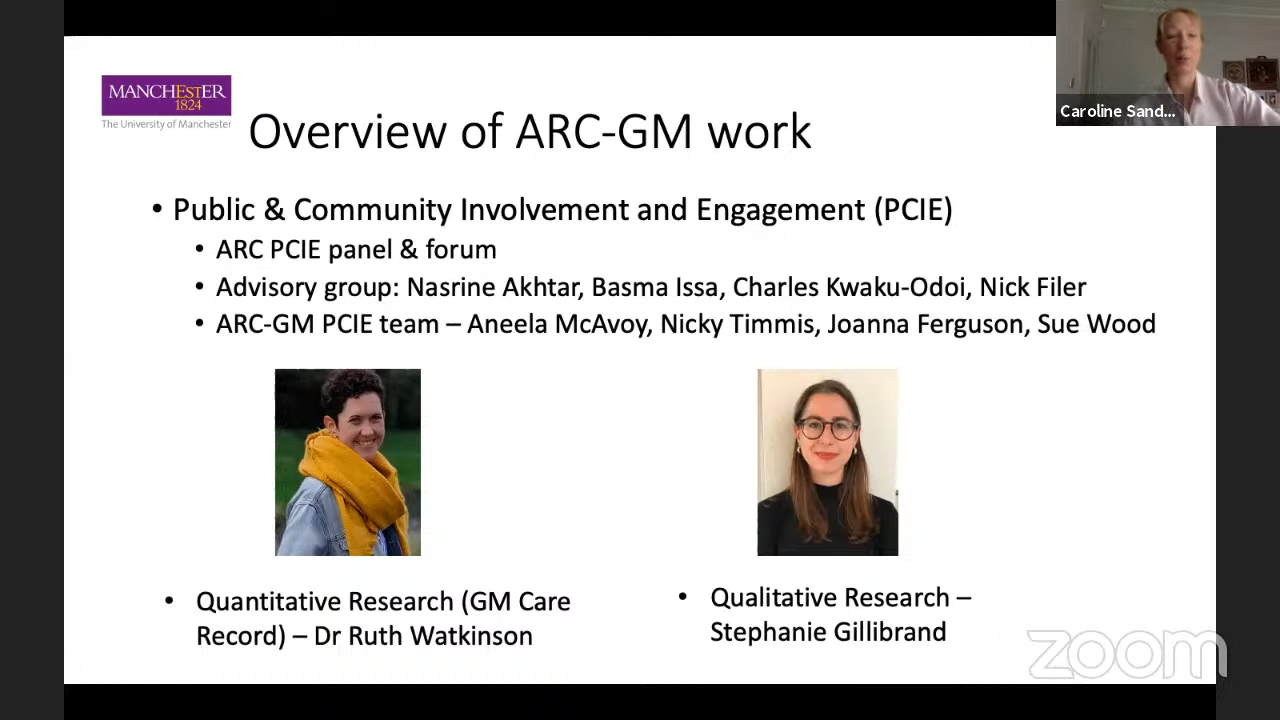 MANCHESTER
1824
The University of Manchester
Overview of ARC-GM work
Caroline Sand...
• Public & Community Involvement and Engagement (PCIE)
• ARC PCIE panel & forum
• Advisory group: Nasrine Akhtar, Basma Issa, Charles Kwaku-Odoi, Nick Filer
• ARC-GM PCIE team – Aneela McAvoy, Nicky Timmis, Joanna Ferguson, Sue Wood
• Quantitative Research (GM Care
Record) – Dr Ruth Watkinson
• Qualitative Research –
Stephanie Gillibrand
zoom